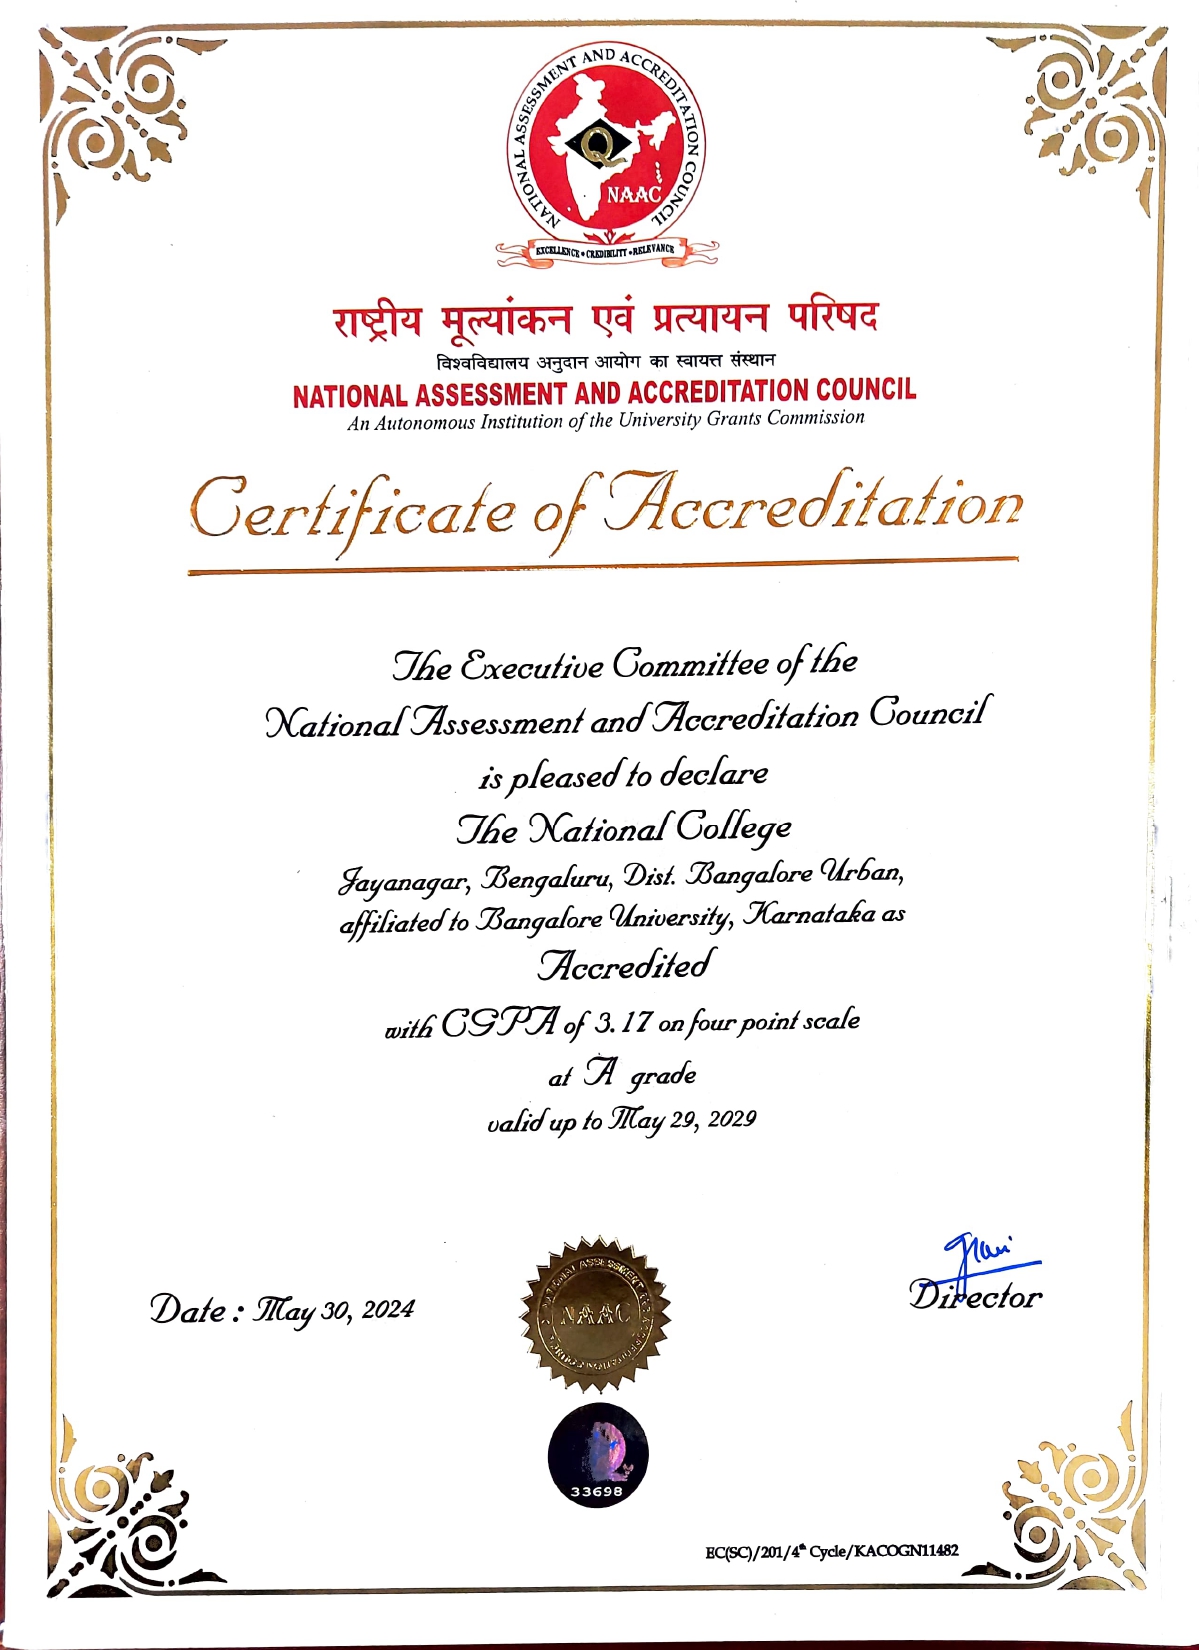 NATIONAL ASSESSMENT AND ACCREDITATION COUNCIL
Q
NAAC
EXCELLENCE • CREDIBILITY • RELEVANCE
राष्ट्रीय मूल्यांकन एवं प्रत्यायन परिषद
विश्वविद्यालय अनुदान आयोग का स्वायत्त संस्थान
NATIONAL ASSESSMENT AND ACCREDITATION COUNCIL
An Autonomous Institution of the University Grants Commission
Certificate of Accreditation
The Executive Committee of the
National Assessment and Accreditation Council
is pleased to declare
The National College
Jayanagar, Bengaluru, Dist. Bangalore Urban,
affiliated to Bangalore University, Karnataka as
Accredited
with CGPA of 3.17 on four point scale
at A grade
valid up to May 29, 2029
Date : May 30, 2024
Director
NATIONAL ASSESSMENT
NAAC
33698
EC(SC)/201/4th Cycle/KACOGN11482